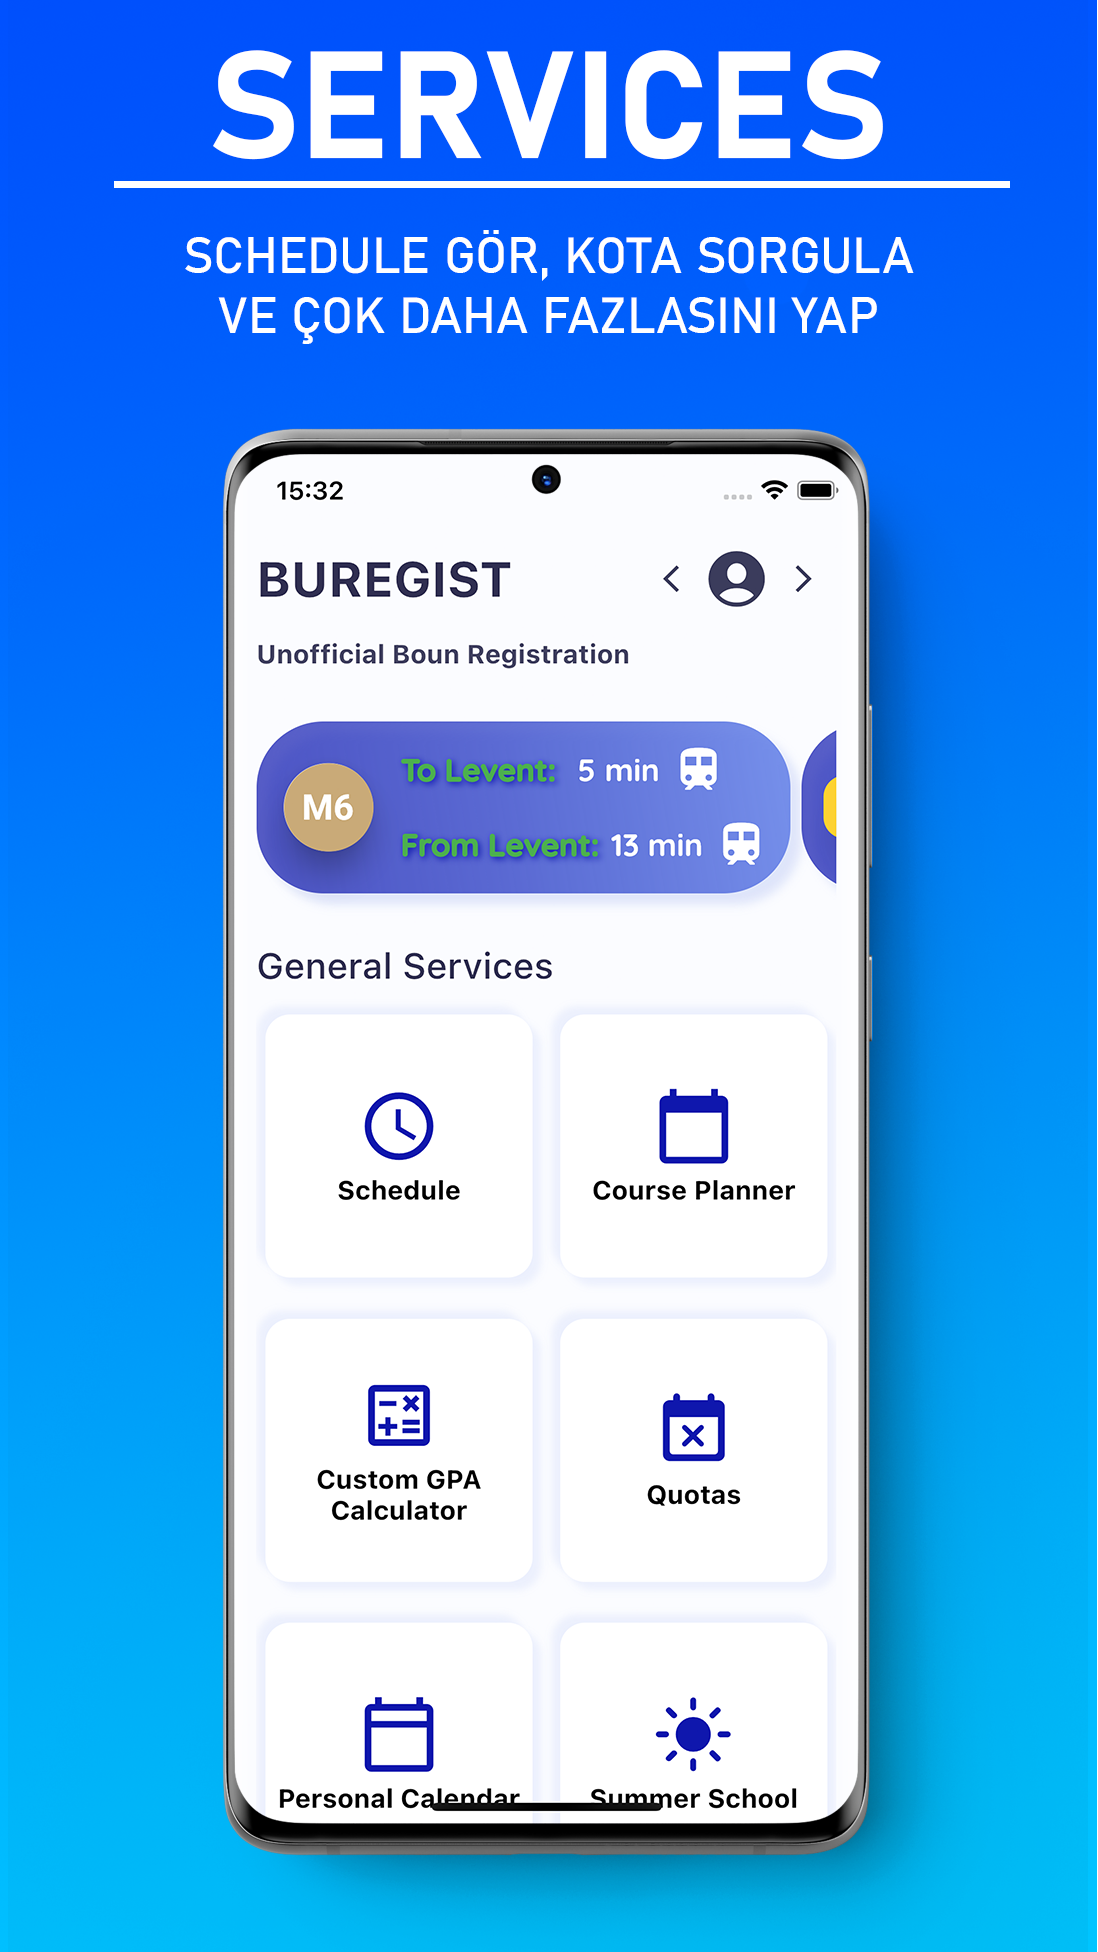 SERVICES
SCHEDULE GÖR, KOTA SORGULA
VE ÇOK DAHA FAZLASINI YAP
15:32
BUREGIST
Unofficial Boun Registration
M6
To Levent: 5 min
From Levent: 13 min
General Services
Schedule
Course Planner
Custom GPA
Calculator
Quotas
Personal Calendar
Summer School